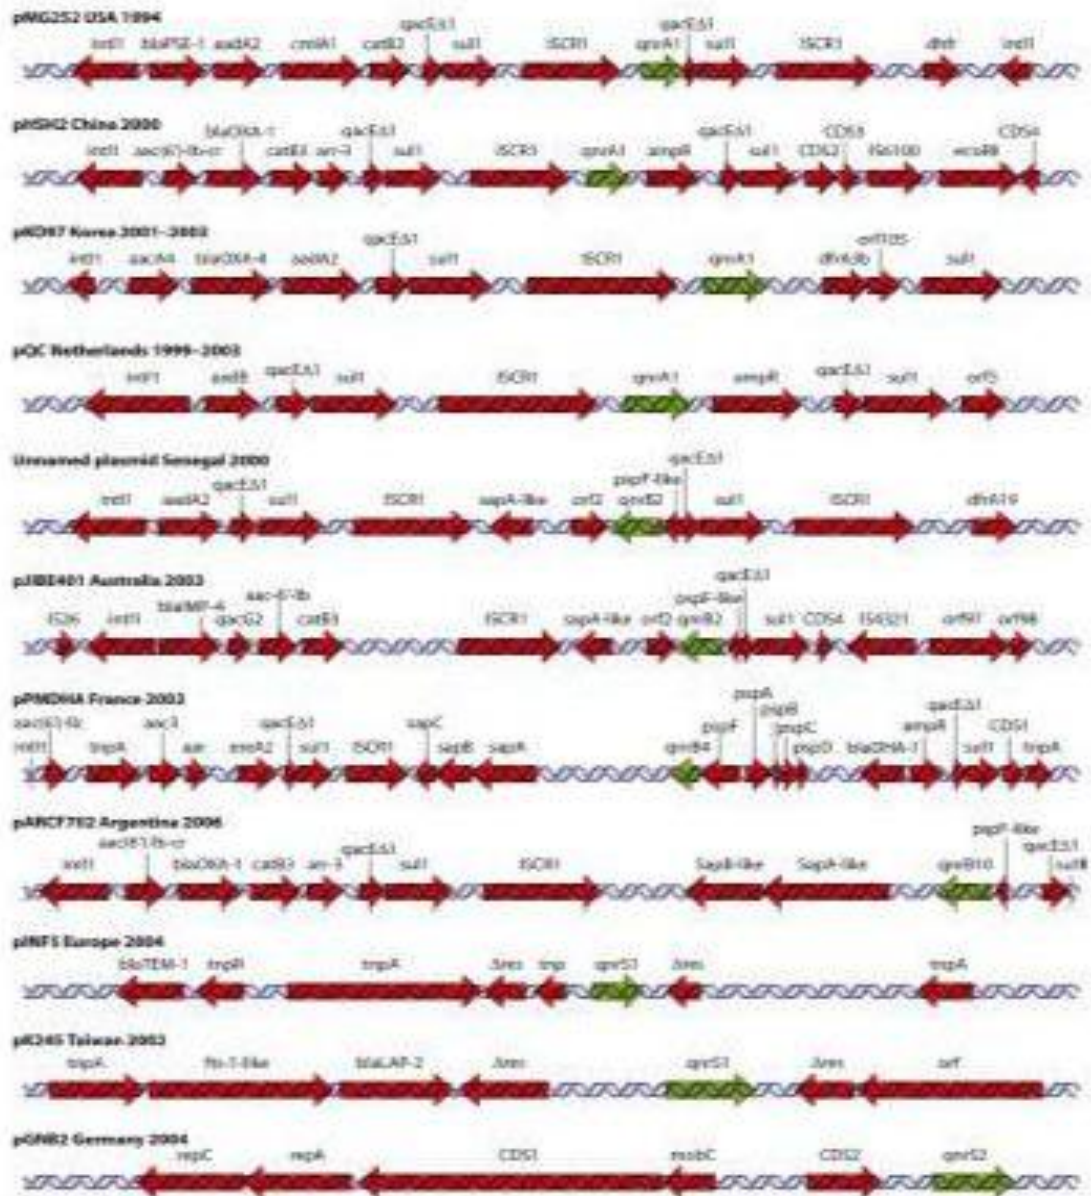 pMG252 USA 1994
qacEΔ1 qacEΔ1
intI1 blaPSE-1 aadA2 cmlA1 catB2 sul1 ISCR1 qnrA1 sul1 ISCR1 dhfr intI1
pHSH2 China 2000
blaOXA-1 qacEΔ1 qacEΔ1 CDS3 CDS4
intI1 aac(6')-Ib-cr catB3 arr-3 sul1 ISCR1 qnrA1 ampR sul1 CDS2 IS6100
pKD97 Korea 2001–2003
qacEΔ1 orf105
intI1 aacA4 blaOXA-4 aadA2 sul1 ISCR1 qnrA1 sul1
pQC Netherlands 1999–2003
intI1 aadB qacEΔ1 sul1 ISCR1 qnrA1 ampR qacEΔ1 sul1 orf5
Unnamed plasmid Senegal 2000
qacEΔ1
qacEΔ1 pspF-like
intI1 aadA2 sul1 ISCR1 sapA-like orf2 qnrB2 sul1 ISCR1 dfrA19
pJIBE401 Australia 2003
qacEΔ1
blaIMP-4 aac-6'-Ib pspF-like
IS26 intI1 qacG2 catB3 ISCR1 sapA-like orf2 qnrB2 sul1 CDS4 IS4321 orf97 orf98
pPMDHA France 2002
pspA
pspB qacEΔ1
aac(6')-Ib aac3 qacEΔ1 sapC pspF pspC ampR CDS1
intI1 tnpA aar sul1 ISCR1 sapB sapA qnrB4 pspD blaDHA-1 sul1 tnpA
pARCF702 Argentina 2006
pspF-like
aac(6')-Ib-cr qacEΔ1 qacEΔ1
intI1 blaOXA-1 catB3 arr-3 sul1 ISCR1 SapB-like SapA-like qnrB10
pINF5 Europe 2004
blaTEM-1 tnpR tnpA Δres tnp qnrS1 Δres tnpA
pK245 Taiwan 2002
tnpA fts-1-like blaLAP-2 Δres qnrS1 Δres orf
pGNB2 Germany 2004
repC repA CDS1 mobC CDS2 qnrS2